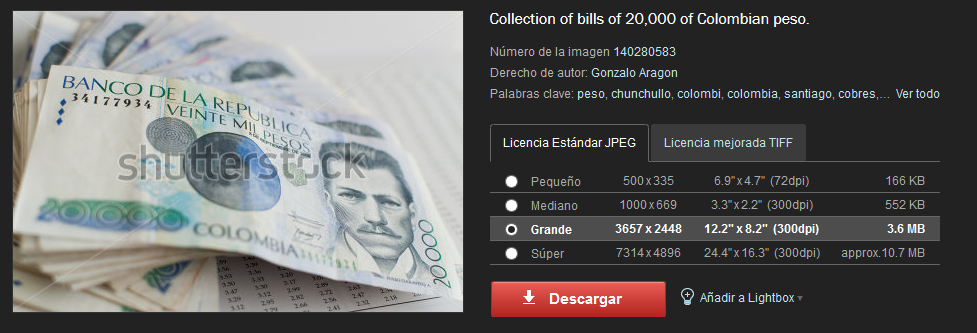 Collection of bills of 20,000 of Colombian peso.
Número de la imagen 140280583
Derecho de autor: Gonzalo Aragon
Palabras clave: peso, chunchullo, colombi, colombia, santiago, cobres,... Ver todo
Licencia Estándar JPEG
Licencia mejorada TIFF
Pequeño 500 x 335 6.9" x 4.7" (72dpi) 166 KB
Mediano 1000 x 669 3.3" x 2.2" (300dpi) 552 KB
Grande 3657 x 2448 12.2" x 8.2" (300dpi) 3.6 MB
Súper 7314 x 4896 24.4" x 16.3" (300dpi) approx.10.7 MB
Descargar
Añadir a Lightbox
BANCO DE LA REPUBLICA
34177934
VEINTE MIL PESOS
shutterstock
20000
COLOMBIA
20.000